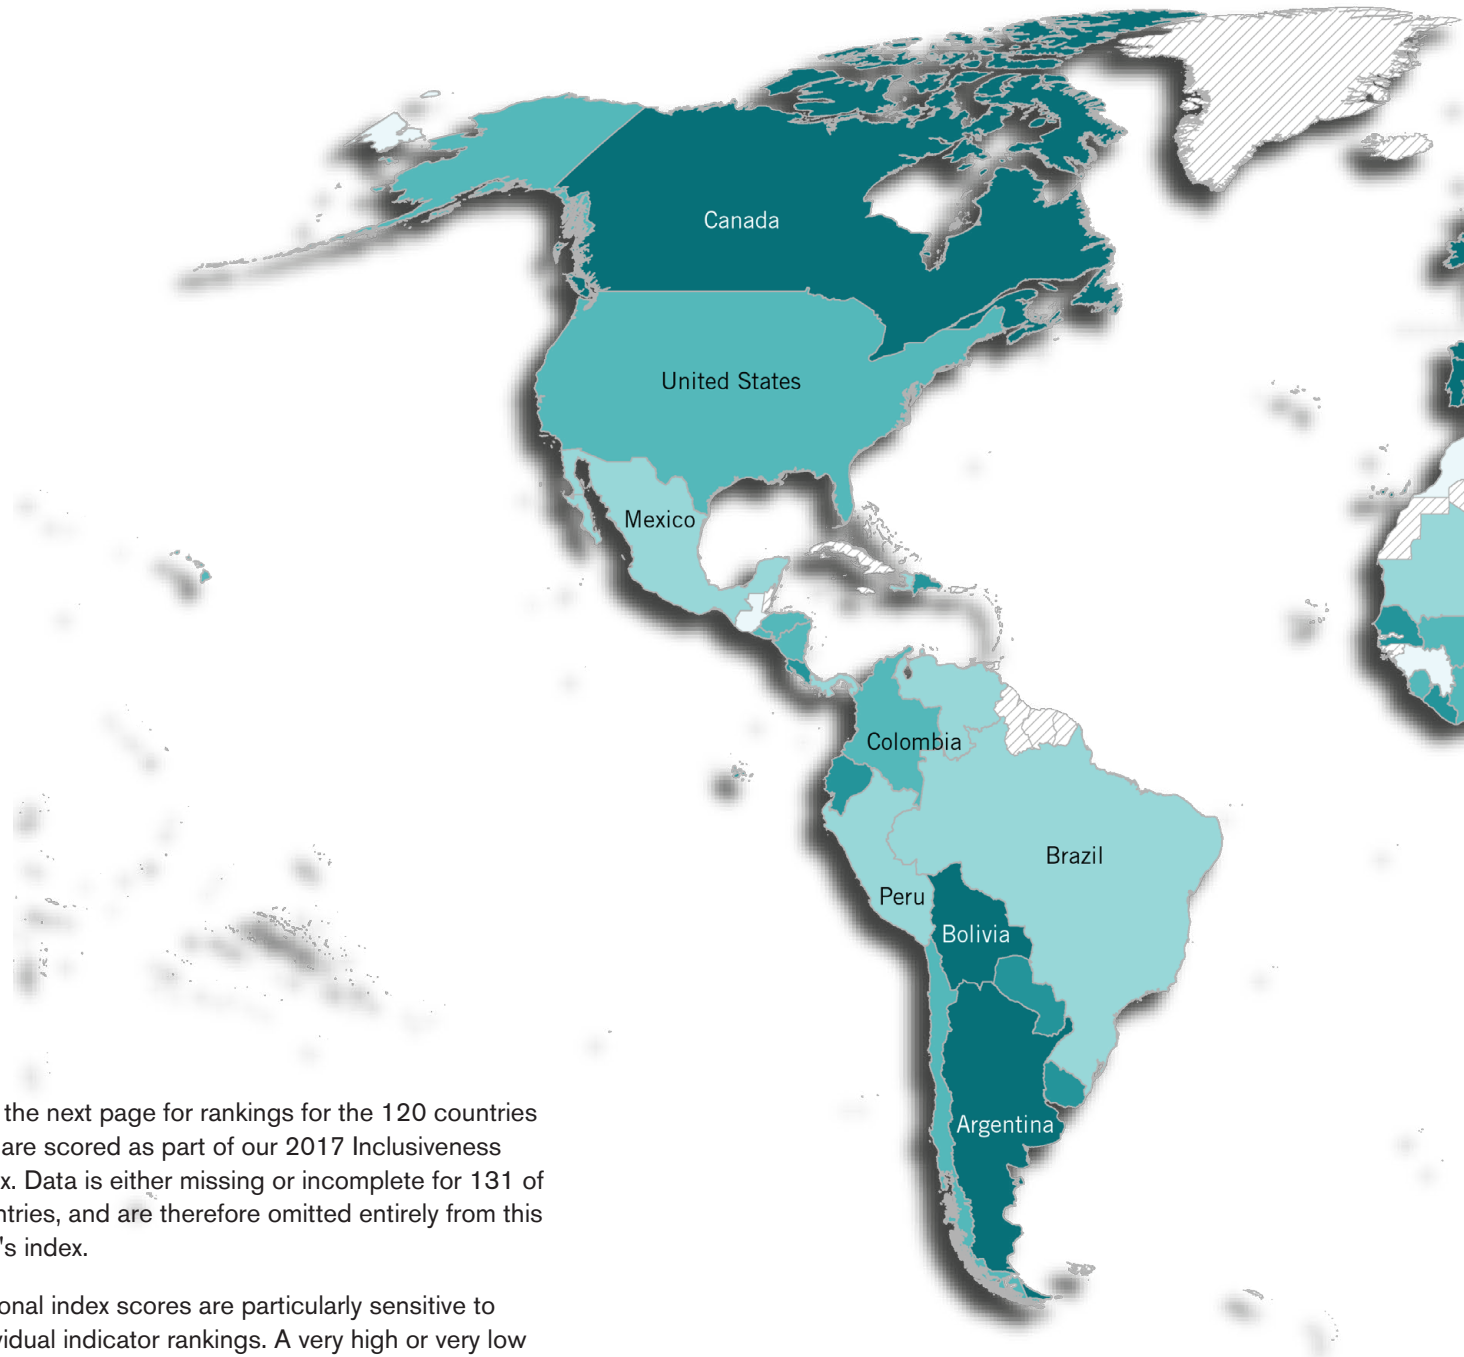 Canada
United States
Mexico
Colombia
Brazil
Peru
Bolivia
Argentina
the next page for rankings for the 120 countries
are scored as part of our 2017 Inclusiveness
x. Data is either missing or incomplete for 131 of
ntries, and are therefore omitted entirely from this
's index.
onal index scores are particularly sensitive to
vidual indicator rankings. A very high or very low